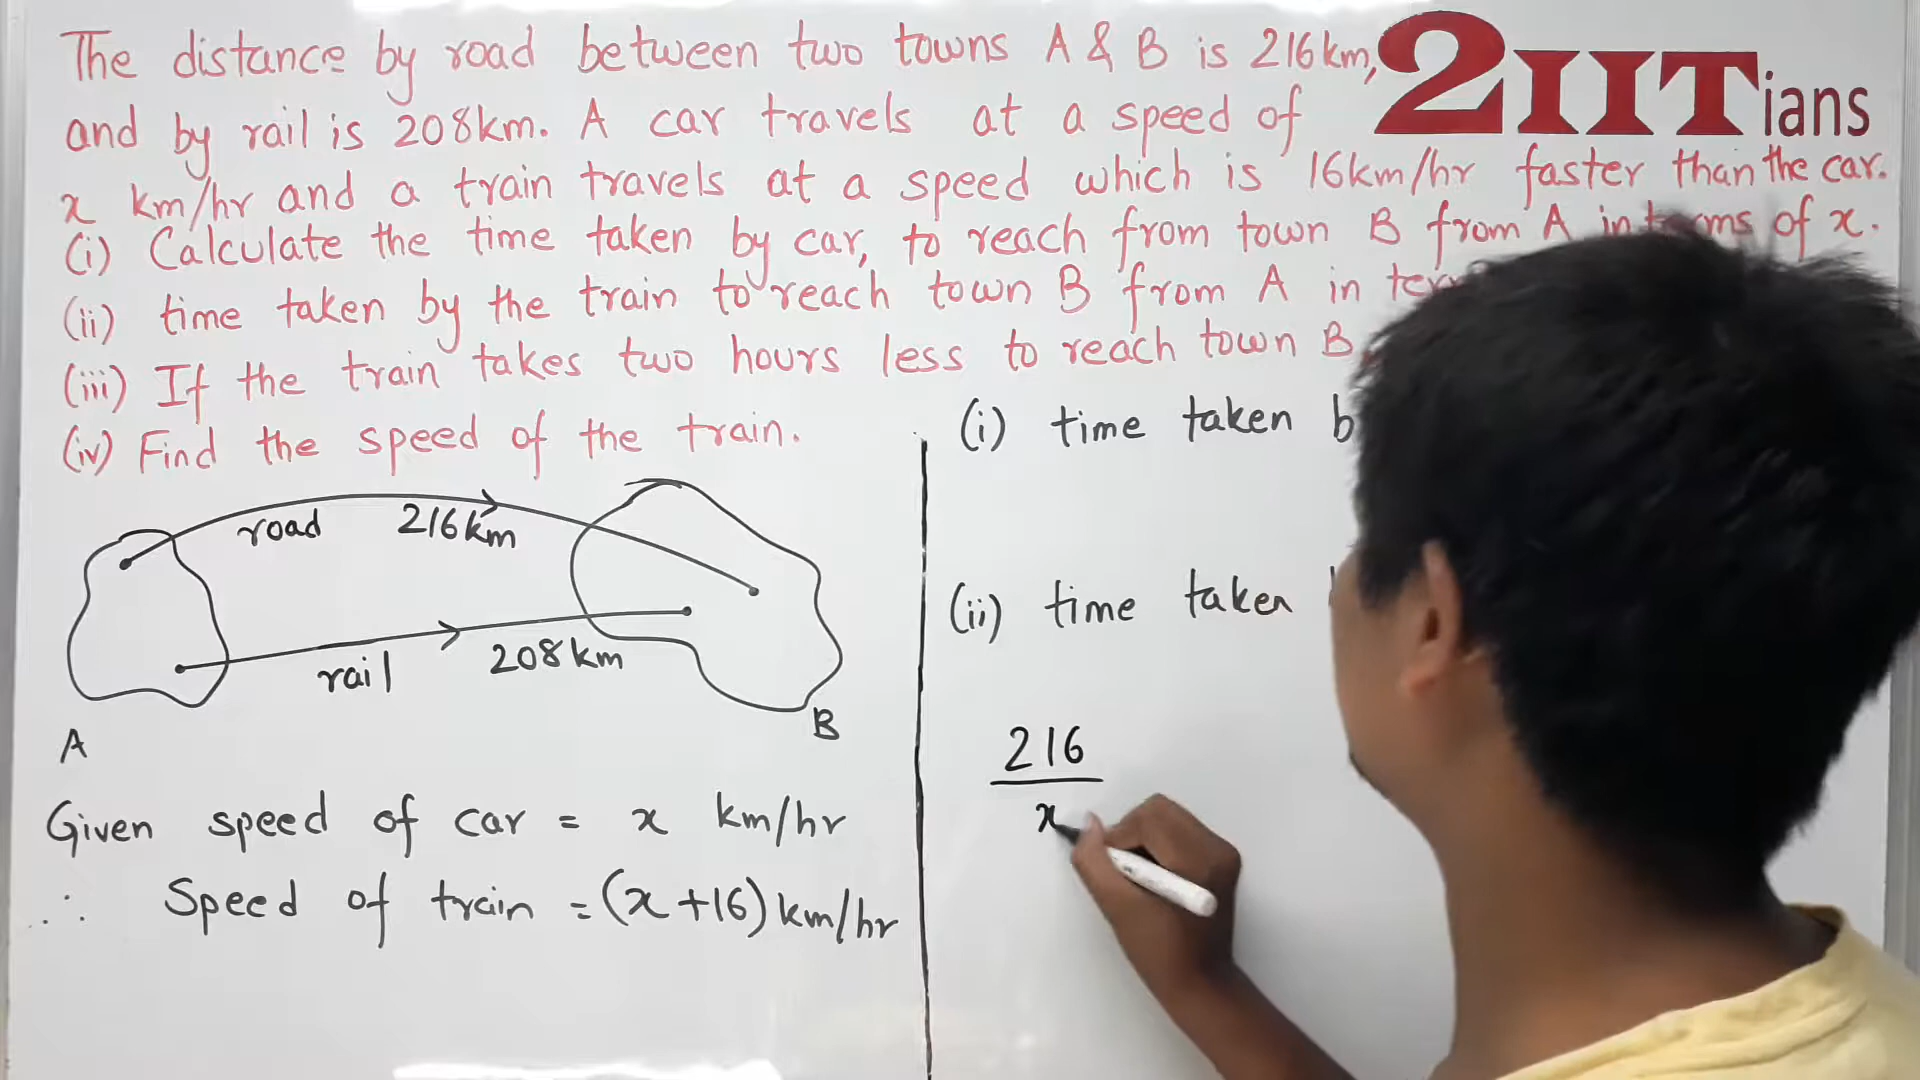 The distance by road between two towns A & B is 216km,
2IITians
and by rail is 208km. A car travels at a speed of
x km/hr and a train travels at a speed which is 16km/hr faster than the car.
(i) Calculate the time taken by car, to reach from town B from A in terms of x.
(ii) time taken by the train to reach town B from A in
(iii) If the train takes two hours less to reach town B,
(iv) Find the speed of the train.
road 216km
rail 208km
A
B
Given speed of car = x km/hr
∴ Speed of train = (x+16) km/hr
(i) time taken
(ii) time taken
216
x